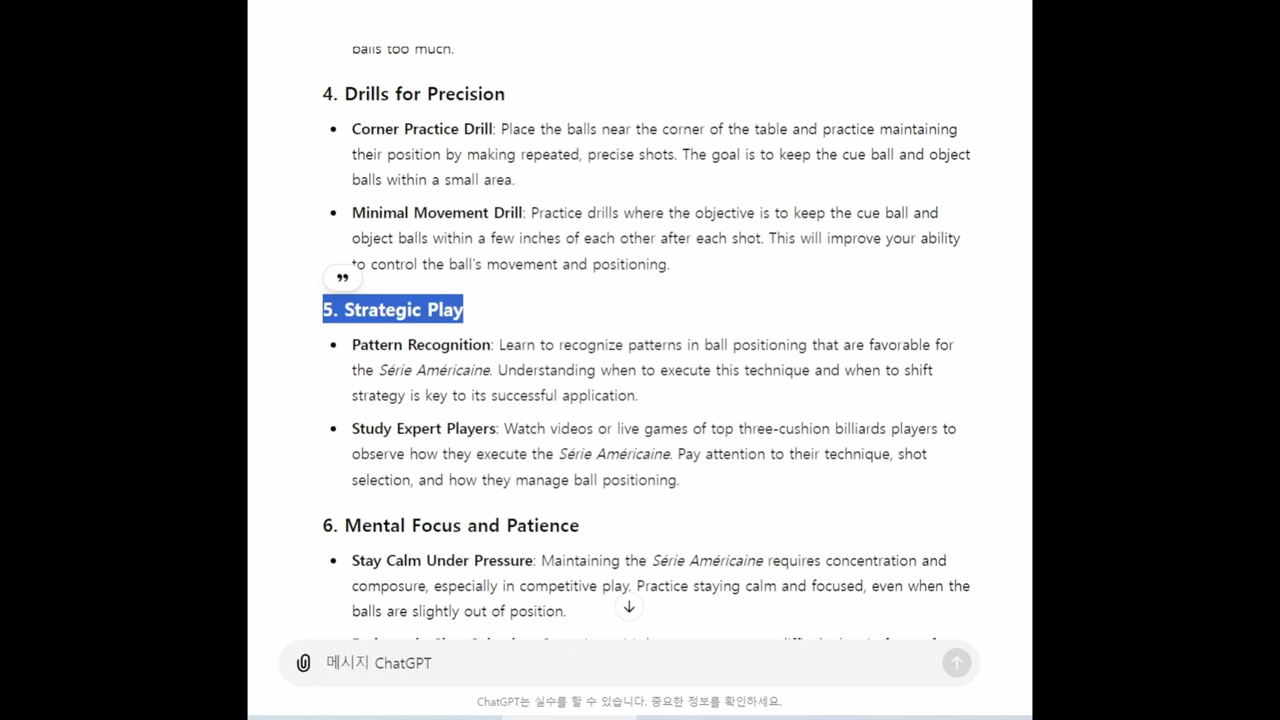 balls too much.
4. Drills for Precision
• Corner Practice Drill: Place the balls near the corner of the table and practice maintaining
their position by making repeated, precise shots. The goal is to keep the cue ball and object
balls within a small area.
• Minimal Movement Drill: Practice drills where the objective is to keep the cue ball and
object balls within a few inches of each other after each shot. This will improve your ability
to control the ball's movement and positioning.
5. Strategic Play
• Pattern Recognition: Learn to recognize patterns in ball positioning that are favorable for
the Série Américaine. Understanding when to execute this technique and when to shift
strategy is key to its successful application.
• Study Expert Players: Watch videos or live games of top three-cushion billiards players to
observe how they execute the Série Américaine. Pay attention to their technique, shot
selection, and how they manage ball positioning.
6. Mental Focus and Patience
• Stay Calm Under Pressure: Maintaining the Série Américaine requires concentration and
composure, especially in competitive play. Practice staying calm and focused, even when the
balls are slightly out of position.
메시지 ChatGPT
ChatGPT는 실수를 할 수 있습니다. 중요한 정보를 확인하세요.